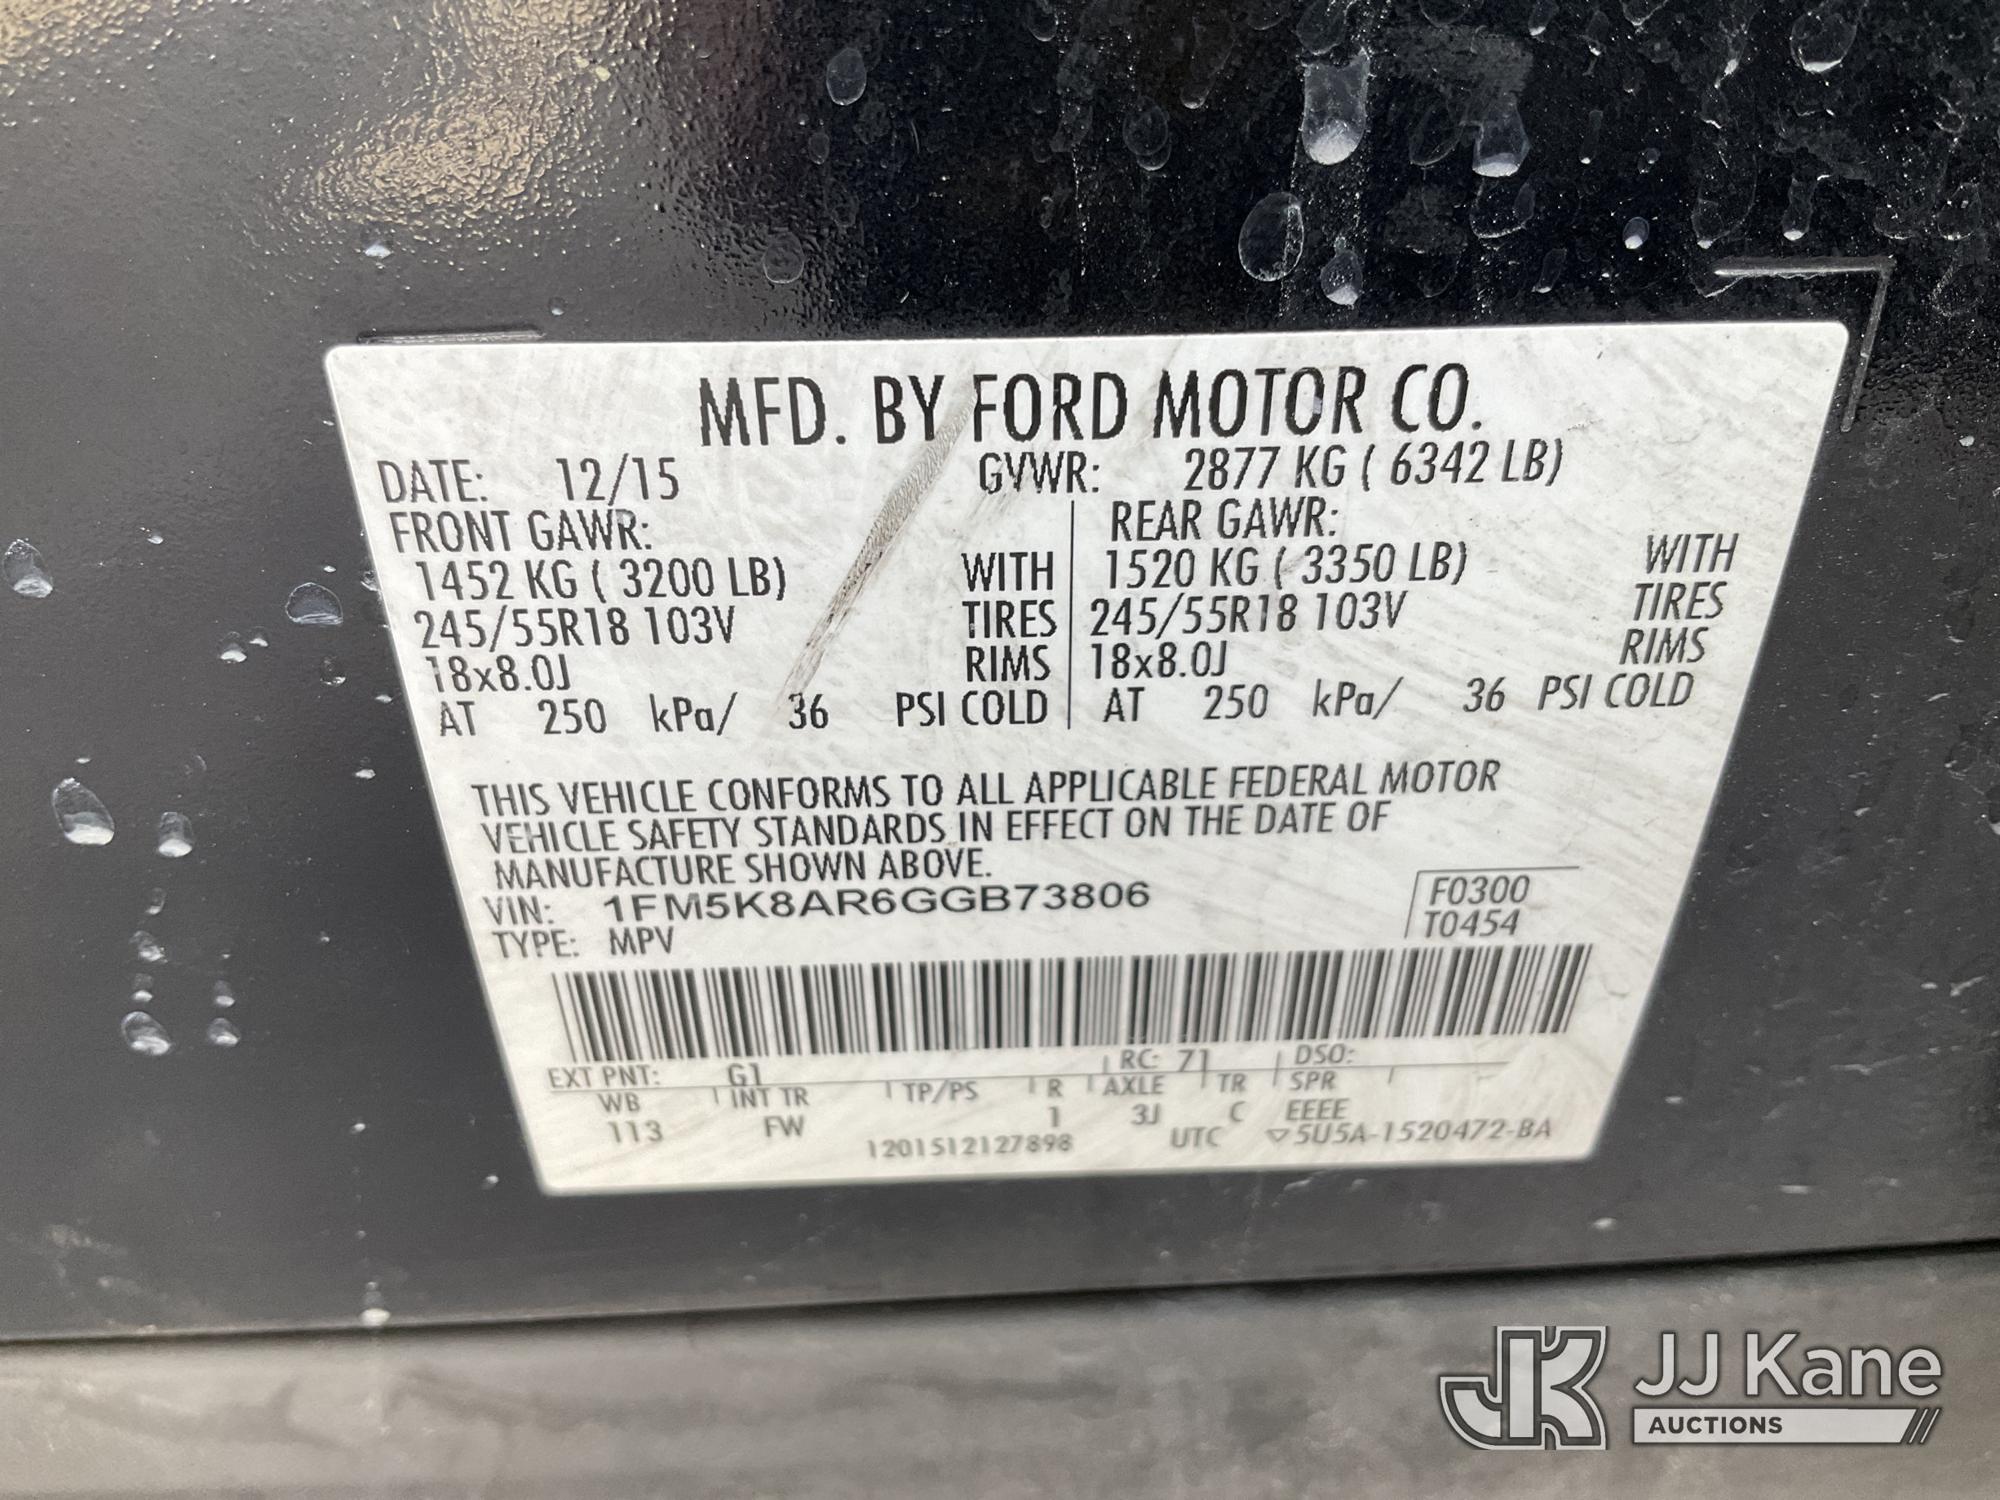 MFD. BY FORD MOTOR CO.
DATE: 12/15 GVWR: 2877 KG ( 6342 LB)
FRONT GAWR: REAR GAWR:
1452 KG ( 3200 LB) WITH 1520 KG ( 3350 LB) WITH
245/55R18 103V TIRES 245/55R18 103V TIRES
18x8.0J RIMS 18x8.0J RIMS
AT 250 kPa/ 36 PSI COLD AT 250 kPa/ 36 PSI COLD
THIS VEHICLE CONFORMS TO ALL APPLICABLE FEDERAL MOTOR
VEHICLE SAFETY STANDARDS IN EFFECT ON THE DATE OF
MANUFACTURE SHOWN ABOVE.
VIN: 1FM5K8AR6GGB73806 F0300
TYPE: MPV T0454
EXT PNT: G1 RC: 71 DSO:
WB INT TR TP/PS R AXLE TR SPR
113 FW 1 3J C EEEE
1201512127898 UTC ▽5U5A-1520472-BA
JK JJ Kane
AUCTIONS